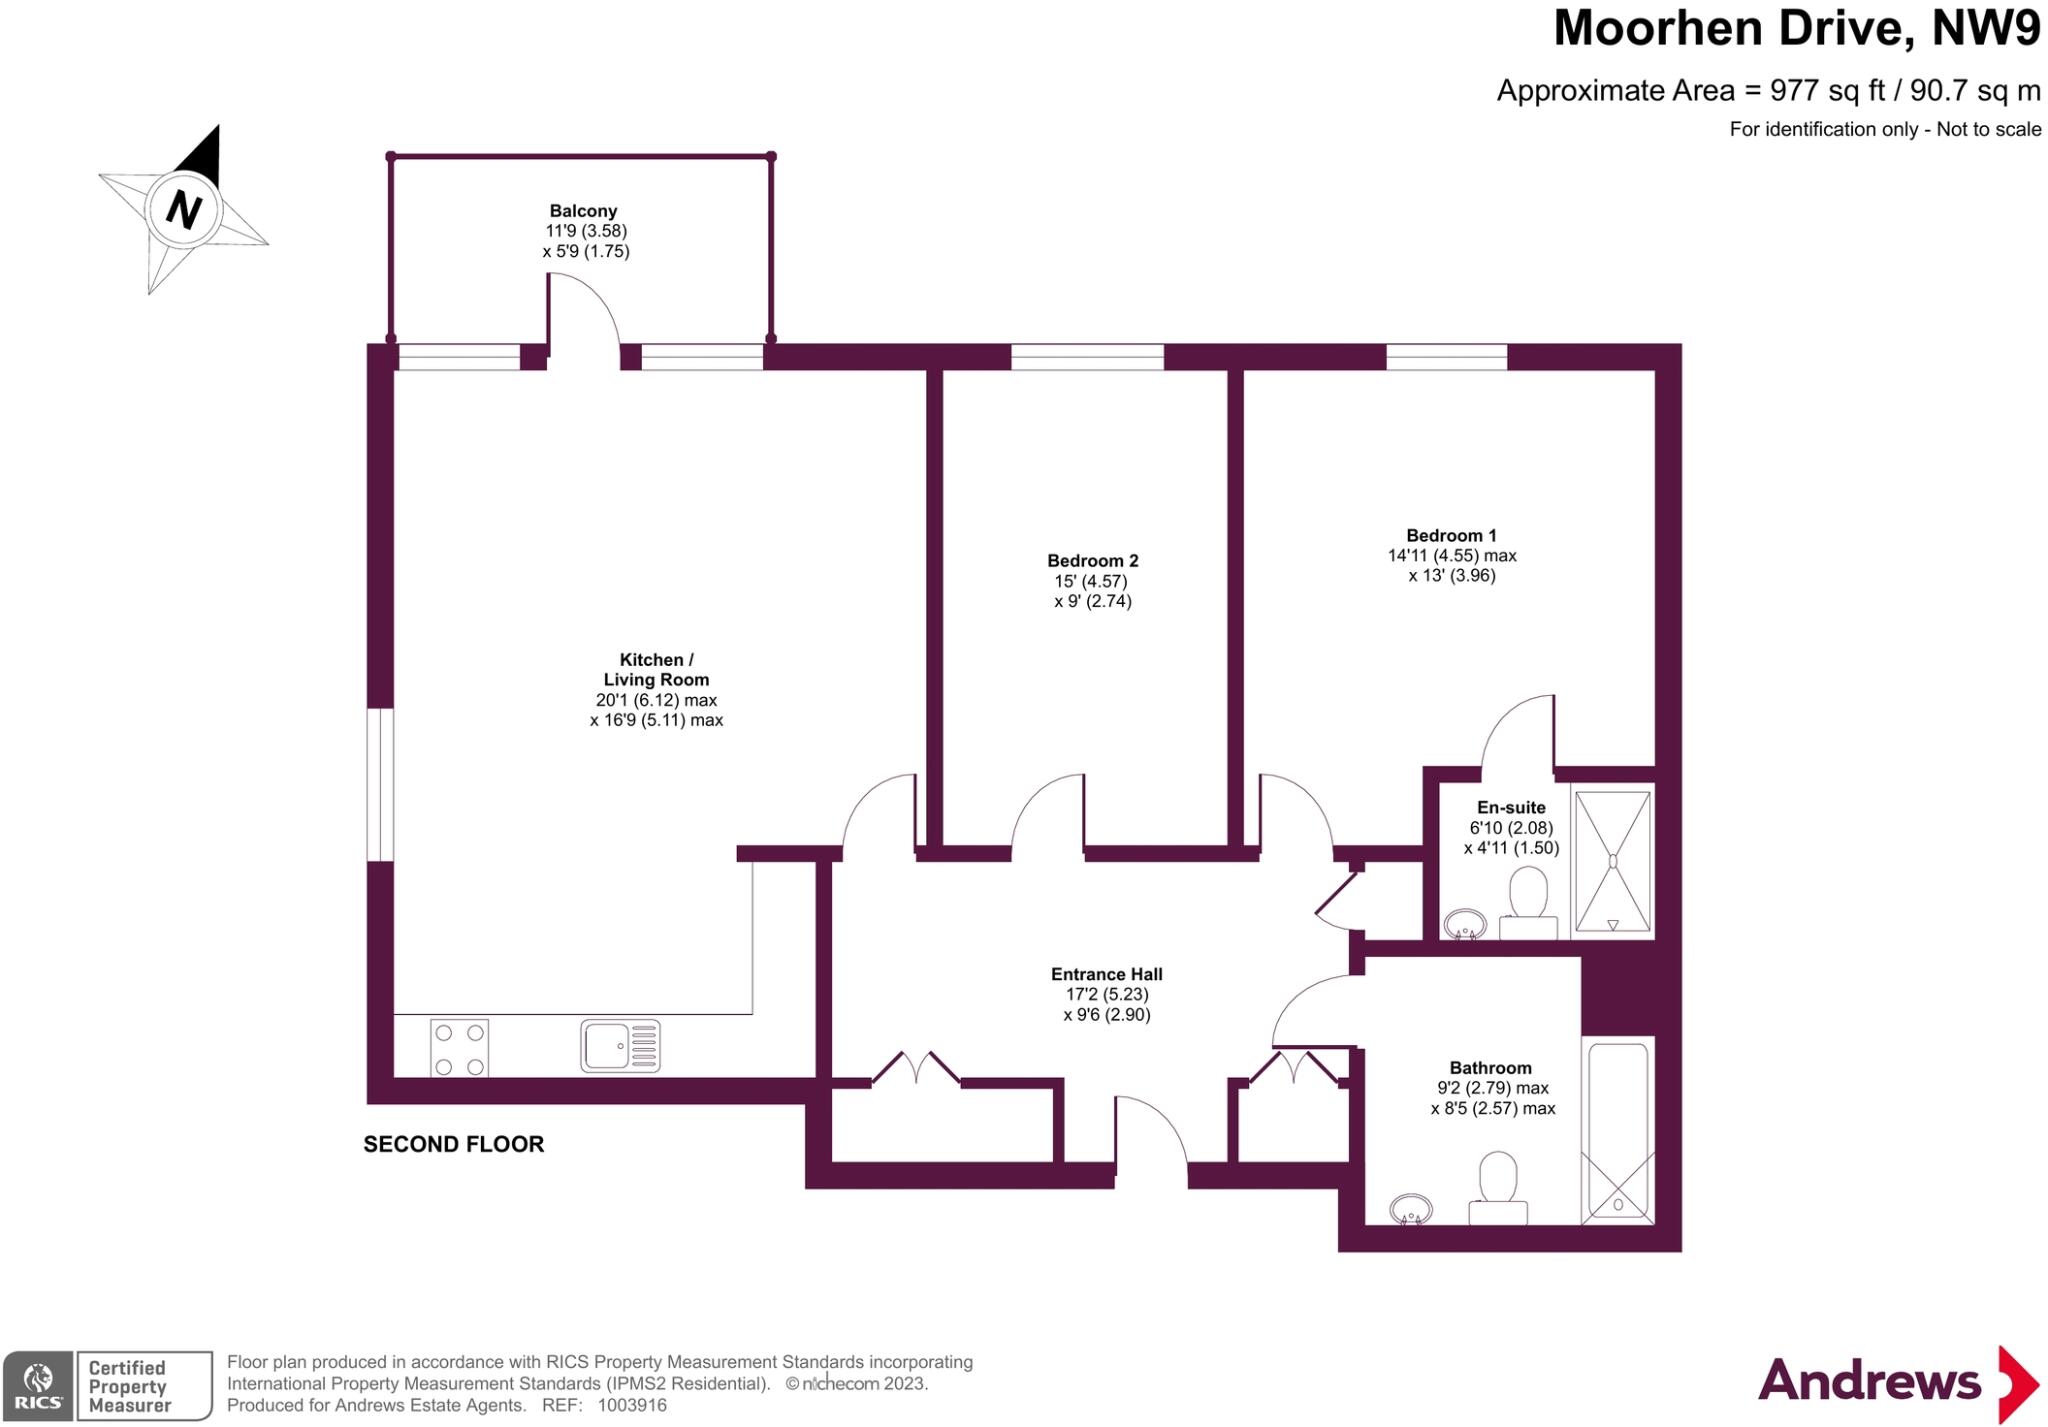 Moorhen Drive, NW9
Approximate Area = 977 sq ft / 90.7 sq m
For identification only - Not to scale
N
Balcony
11'9 (3.58)
x 5'9 (1.75)
Bedroom 1
14'11 (4.55) max
x 13' (3.96)
Bedroom 2
15' (4.57)
x 9' (2.74)
Kitchen /
Living Room
20'1 (6.12) max
x 16'9 (5.11) max
En-suite
6'10 (2.08)
x 4'11 (1.50)
Entrance Hall
17'2 (5.23)
x 9'6 (2.90)
Bathroom
9'2 (2.79) max
x 8'5 (2.57) max
SECOND FLOOR
RICS
Certified
Property
Measurer
Floor plan produced in accordance with RICS Property Measurement Standards incorporating
International Property Measurement Standards (IPMS2 Residential). © nichecom 2023.
Produced for Andrews Estate Agents. REF: 1003916
Andrews